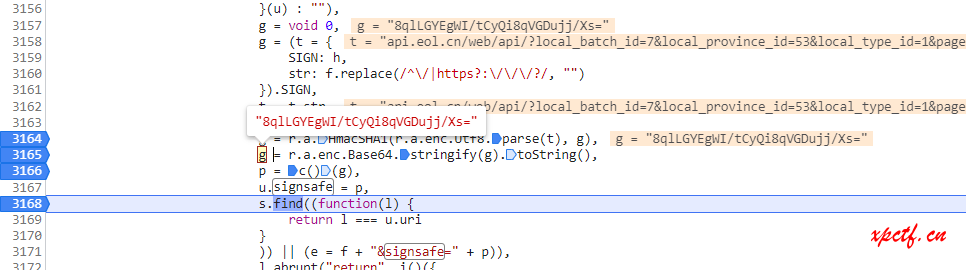 3156 }(u) : ""),
3157 g = void 0, g = "8qlLGYEgWI/tCyQi8qVGDujj/Xs="
3158 g = (t = { t = "api.eol.cn/web/api/?local_batch_id=7&local_province_id=53&local_type_id=1&page
3159 SIGN: h,
3160 str: f.replace(/^\/|https?:\/\/\/?/, "")
3161 }).SIGN,
3162 t = t.str, t = "api.eol.cn/web/api/?local_batch_id=7&local_province_id=53&local_type_id=1&page
"8qlLGYEgWI/tCyQi8qVGDujj/Xs="
3164 = r.a.HmacSHA1(r.a.enc.Utf8.parse(t), g), g = "8qlLGYEgWI/tCyQi8qVGDujj/Xs="
3165 g = r.a.enc.Base64.stringify(g).toString(),
3166 p = c()(g),
3167 u.signsafe = p,
3168 s.find((function(l) {
3169 return l === u.uri
3170 }
3171 )) || (e = f + "&signsafe=" + p)),
3172 l.abrupt("return", i()({
xpctf.cn